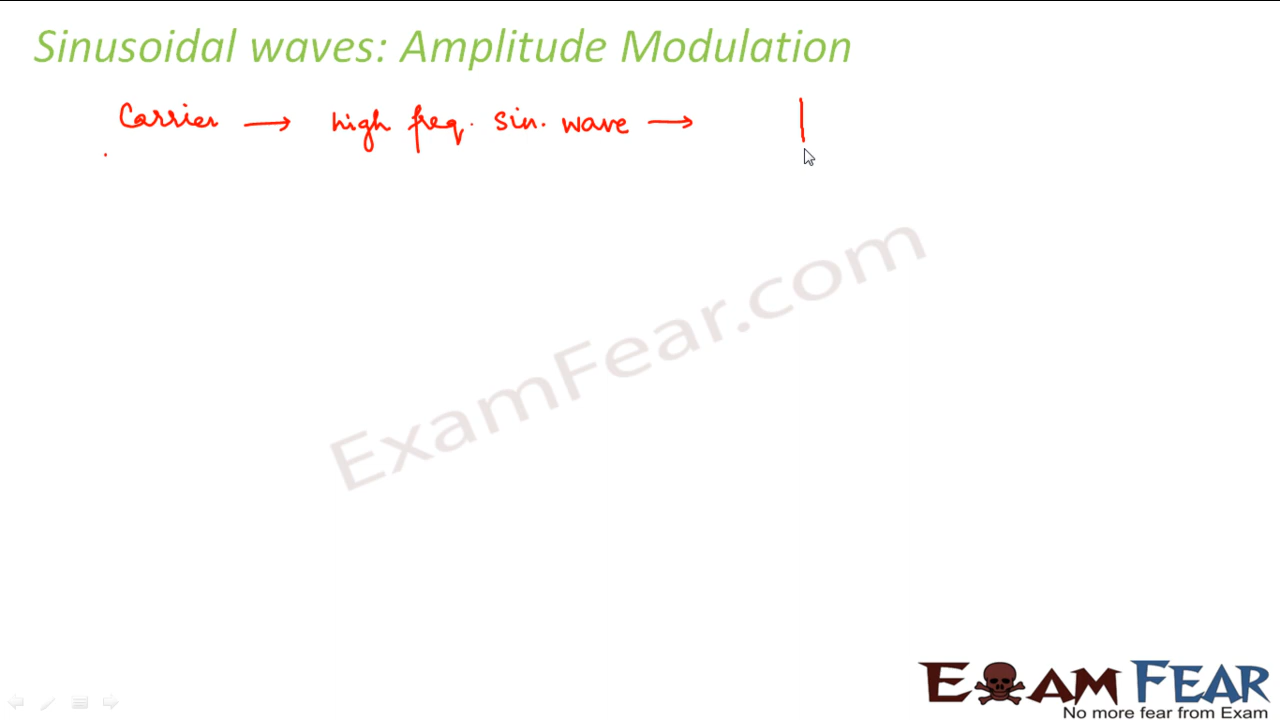 Sinusoidal waves: Amplitude Modulation
Carrier → high freq. sin. wave →
ExamFear.com
EXAM FEAR
No more fear from Exam